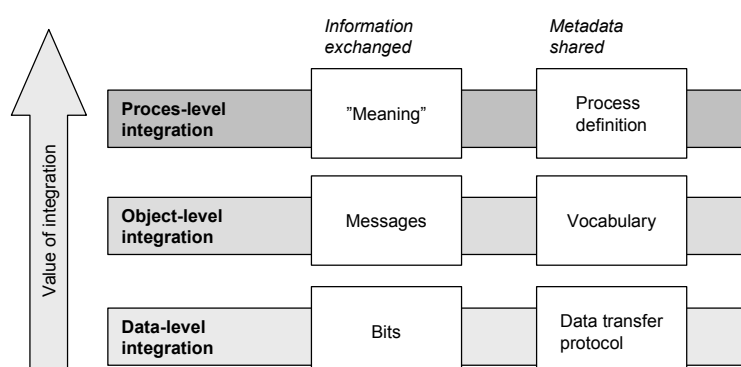 Information
exchanged
Metadata
shared
Proces-level
integration
”Meaning”
Process
definition
Object-level
integration
Messages
Vocabulary
Data-level
integration
Bits
Data transfer
protocol
Value of integration